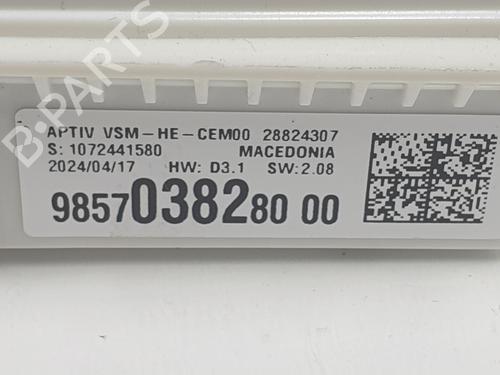 B-PARTS
APTIV VSM-HE-CEM00 28824307
S: 1072441580 MACEDONIA
2024/04/17 HW: D3.1 SW:2.08
9857038280 00